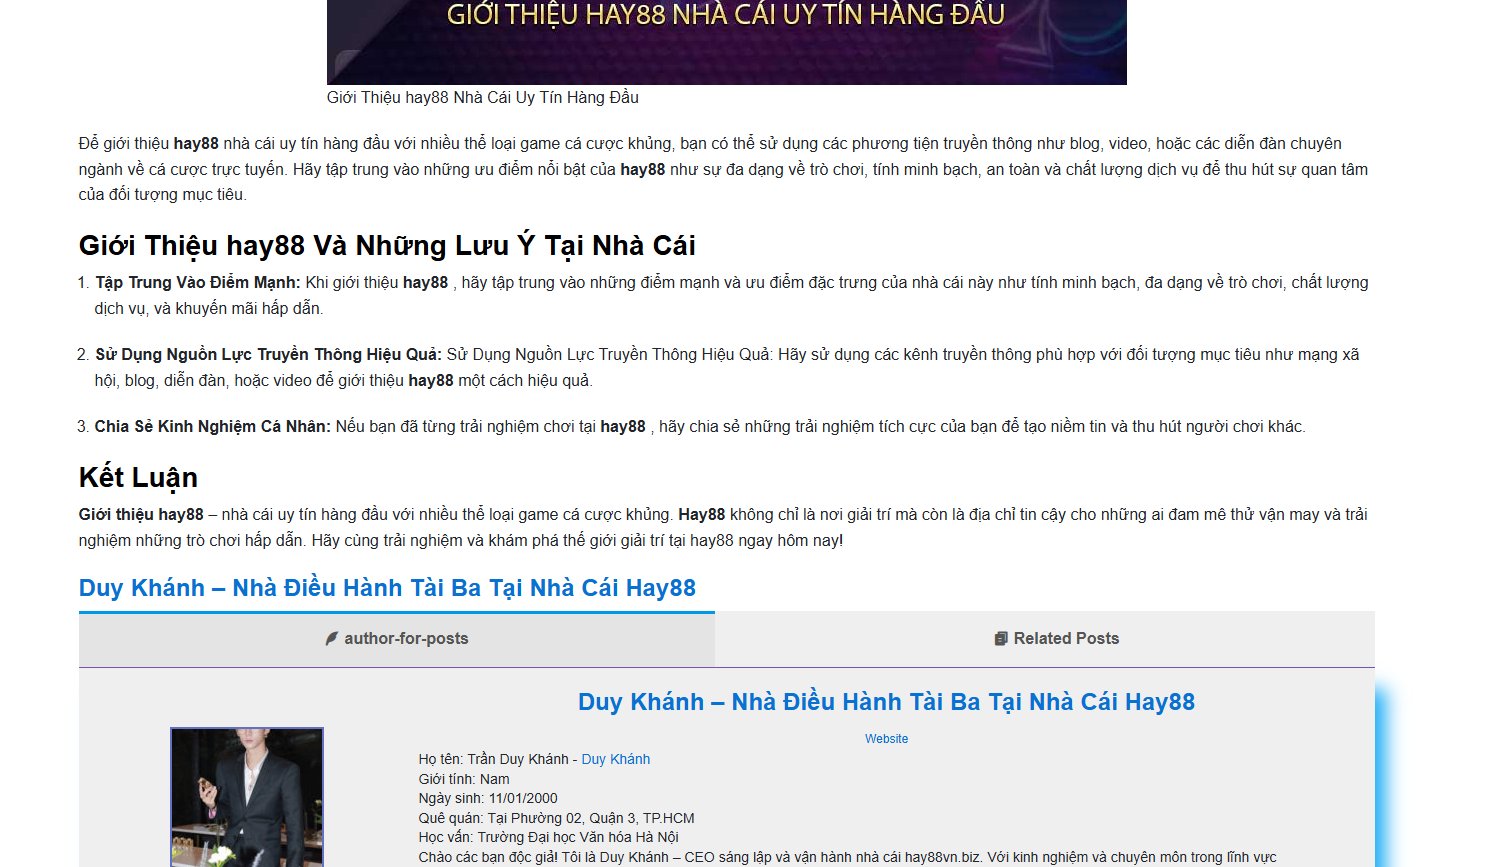 GIỚI THIỆU HAY88 NHÀ CÁI UY TÍN HÀNG ĐẦU
Giới Thiệu hay88 Nhà Cái Uy Tín Hàng Đầu
Để giới thiệu hay88 nhà cái uy tín hàng đầu với nhiều thể loại game cá cược khủng, bạn có thể sử dụng các phương tiện truyền thông như blog, video, hoặc các diễn đàn chuyên
ngành về cá cược trực tuyến. Hãy tập trung vào những ưu điểm nổi bật của hay88 như sự đa dạng về trò chơi, tính minh bạch, an toàn và chất lượng dịch vụ để thu hút sự quan tâm
của đối tượng mục tiêu.
Giới Thiệu hay88 Và Những Lưu Ý Tại Nhà Cái
1. Tập Trung Vào Điểm Mạnh: Khi giới thiệu hay88 , hãy tập trung vào những điểm mạnh và ưu điểm đặc trưng của nhà cái này như tính minh bạch, đa dạng về trò chơi, chất lượng
dịch vụ, và khuyến mãi hấp dẫn.
2. Sử Dụng Nguồn Lực Truyền Thông Hiệu Quả: Sử Dụng Nguồn Lực Truyền Thông Hiệu Quả: Hãy sử dụng các kênh truyền thông phù hợp với đối tượng mục tiêu như mạng xã
hội, blog, diễn đàn, hoặc video để giới thiệu hay88 một cách hiệu quả.
3. Chia Sẻ Kinh Nghiệm Cá Nhân: Nếu bạn đã từng trải nghiệm chơi tại hay88 , hãy chia sẻ những trải nghiệm tích cực của bạn để tạo niềm tin và thu hút người chơi khác.
Kết Luận
Giới thiệu hay88 – nhà cái uy tín hàng đầu với nhiều thể loại game cá cược khủng. Hay88 không chỉ là nơi giải trí mà còn là địa chỉ tin cậy cho những ai đam mê thử vận may và trải
nghiệm những trò chơi hấp dẫn. Hãy cùng trải nghiệm và khám phá thế giới giải trí tại hay88 ngay hôm nay!
Duy Khánh – Nhà Điều Hành Tài Ba Tại Nhà Cái Hay88
author-for-posts
Related Posts
Duy Khánh – Nhà Điều Hành Tài Ba Tại Nhà Cái Hay88
Website
Họ tên: Trần Duy Khánh - Duy Khánh
Giới tính: Nam
Ngày sinh: 11/01/2000
Quê quán: Tại Phường 02, Quận 3, TP.HCM
Học vấn: Trường Đại học Văn hóa Hà Nội
Chào các bạn độc giả! Tôi là Duy Khánh – CEO sáng lập và vận hành nhà cái hay88vn.biz. Với kinh nghiệm và chuyên môn trong lĩnh vực